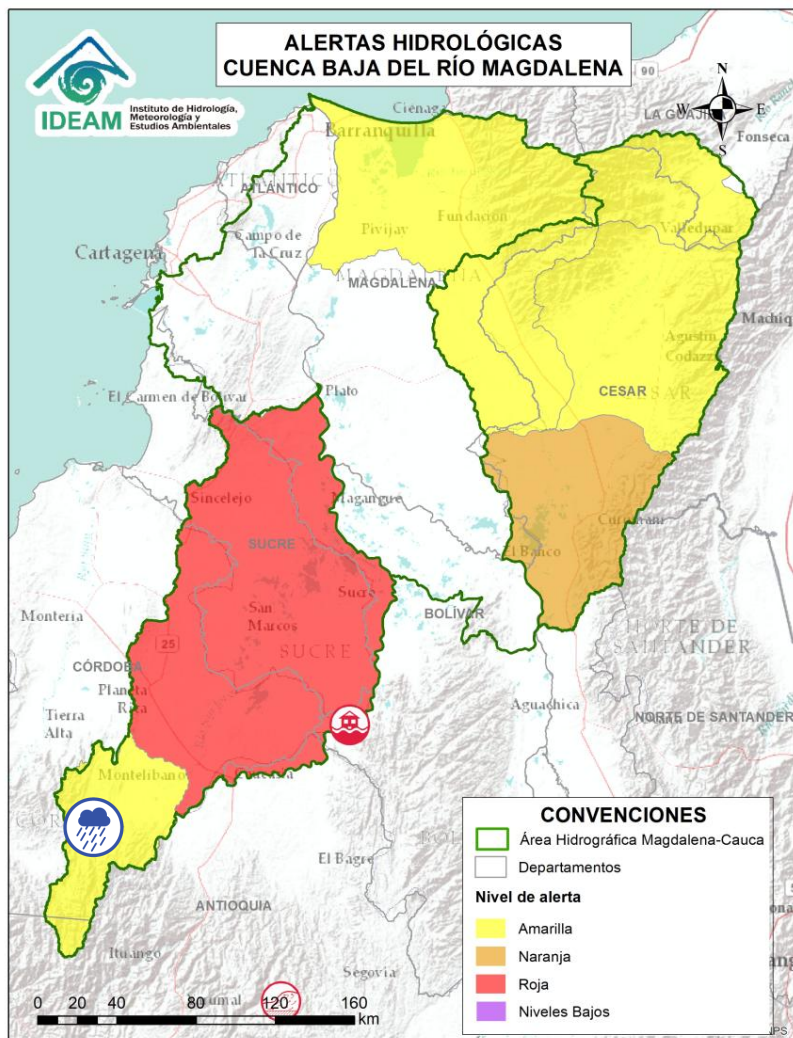 ALERTAS HIDROLÓGICAS
CUENCA BAJA DEL RÍO MAGDALENA
IDEAM
Instituto de Hidrología,
Meteorología y
Estudios Ambientales
N
W
E
S
90
Ciénaga
LA GUAJIRA
Fonseca
Barranquilla
ATLÁNTICO
Pivijay
Fundación
Valledupar
Cartagena
Campo de
la Cruz
MAGDALENA
MAGDALENA
Machiq
Agustín
Codazzi
CESAR
El Carmen de Bolívar
Plato
Sincelejo
Magangue
SUCRE
El Banco
Sucre
San
Marcos
BOLÍVAR
Montería
SUCRE
NORTE DE
SANTANDER
25
CÓRDOBA
Planeta
Rica
Tierra
Alta
Aguachica
NORTE DE SANTANDER
Montelibano
El Bagre
ANTIOQUIA
Ituango
Segovia
CONVENCIONES
Área Hidrográfica Magdalena-Cauca
Departamentos
Nivel de alerta
Amarilla
Naranja
Roja
Niveles Bajos
0 20 40 80 120 160
km